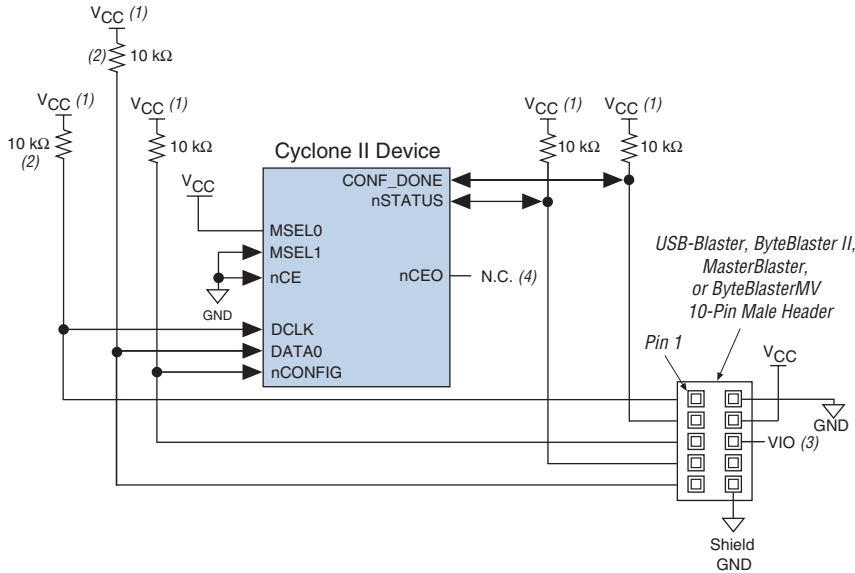 VCC (1)
(2) 10 kΩ
VCC (1)
VCC (1)
VCC (1)
VCC (1)
10 kΩ
(2)
10 kΩ
10 kΩ
10 kΩ
Cyclone II Device
VCC
CONF_DONE
nSTATUS
MSEL0
MSEL1
nCE
nCEO
N.C. (4)
GND
DCLK
DATA0
nCONFIG
USB-Blaster, ByteBlaster II,
MasterBlaster,
or ByteBlasterMV
10-Pin Male Header
Pin 1
VCC
GND
VIO (3)
Shield
GND